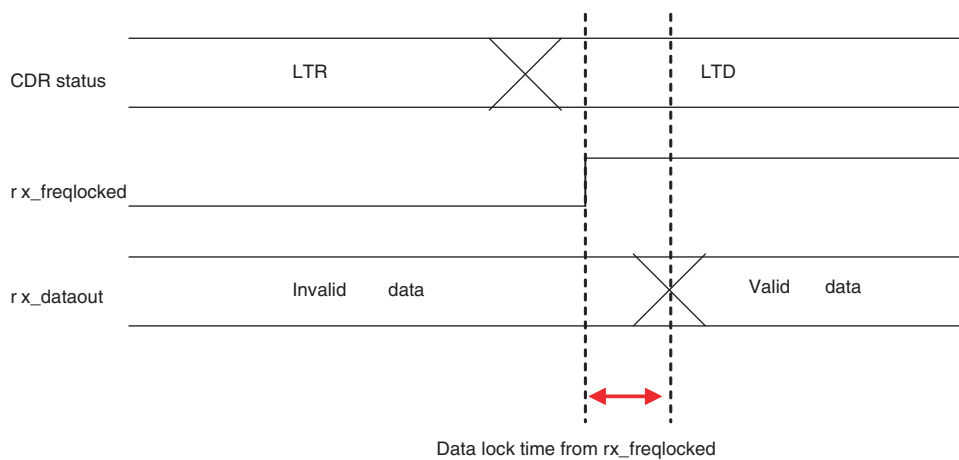 CDR status
LTR
LTD
r x_freqlocked
r x_dataout
Invalid data
Valid data
Data lock time from rx_freqlocked